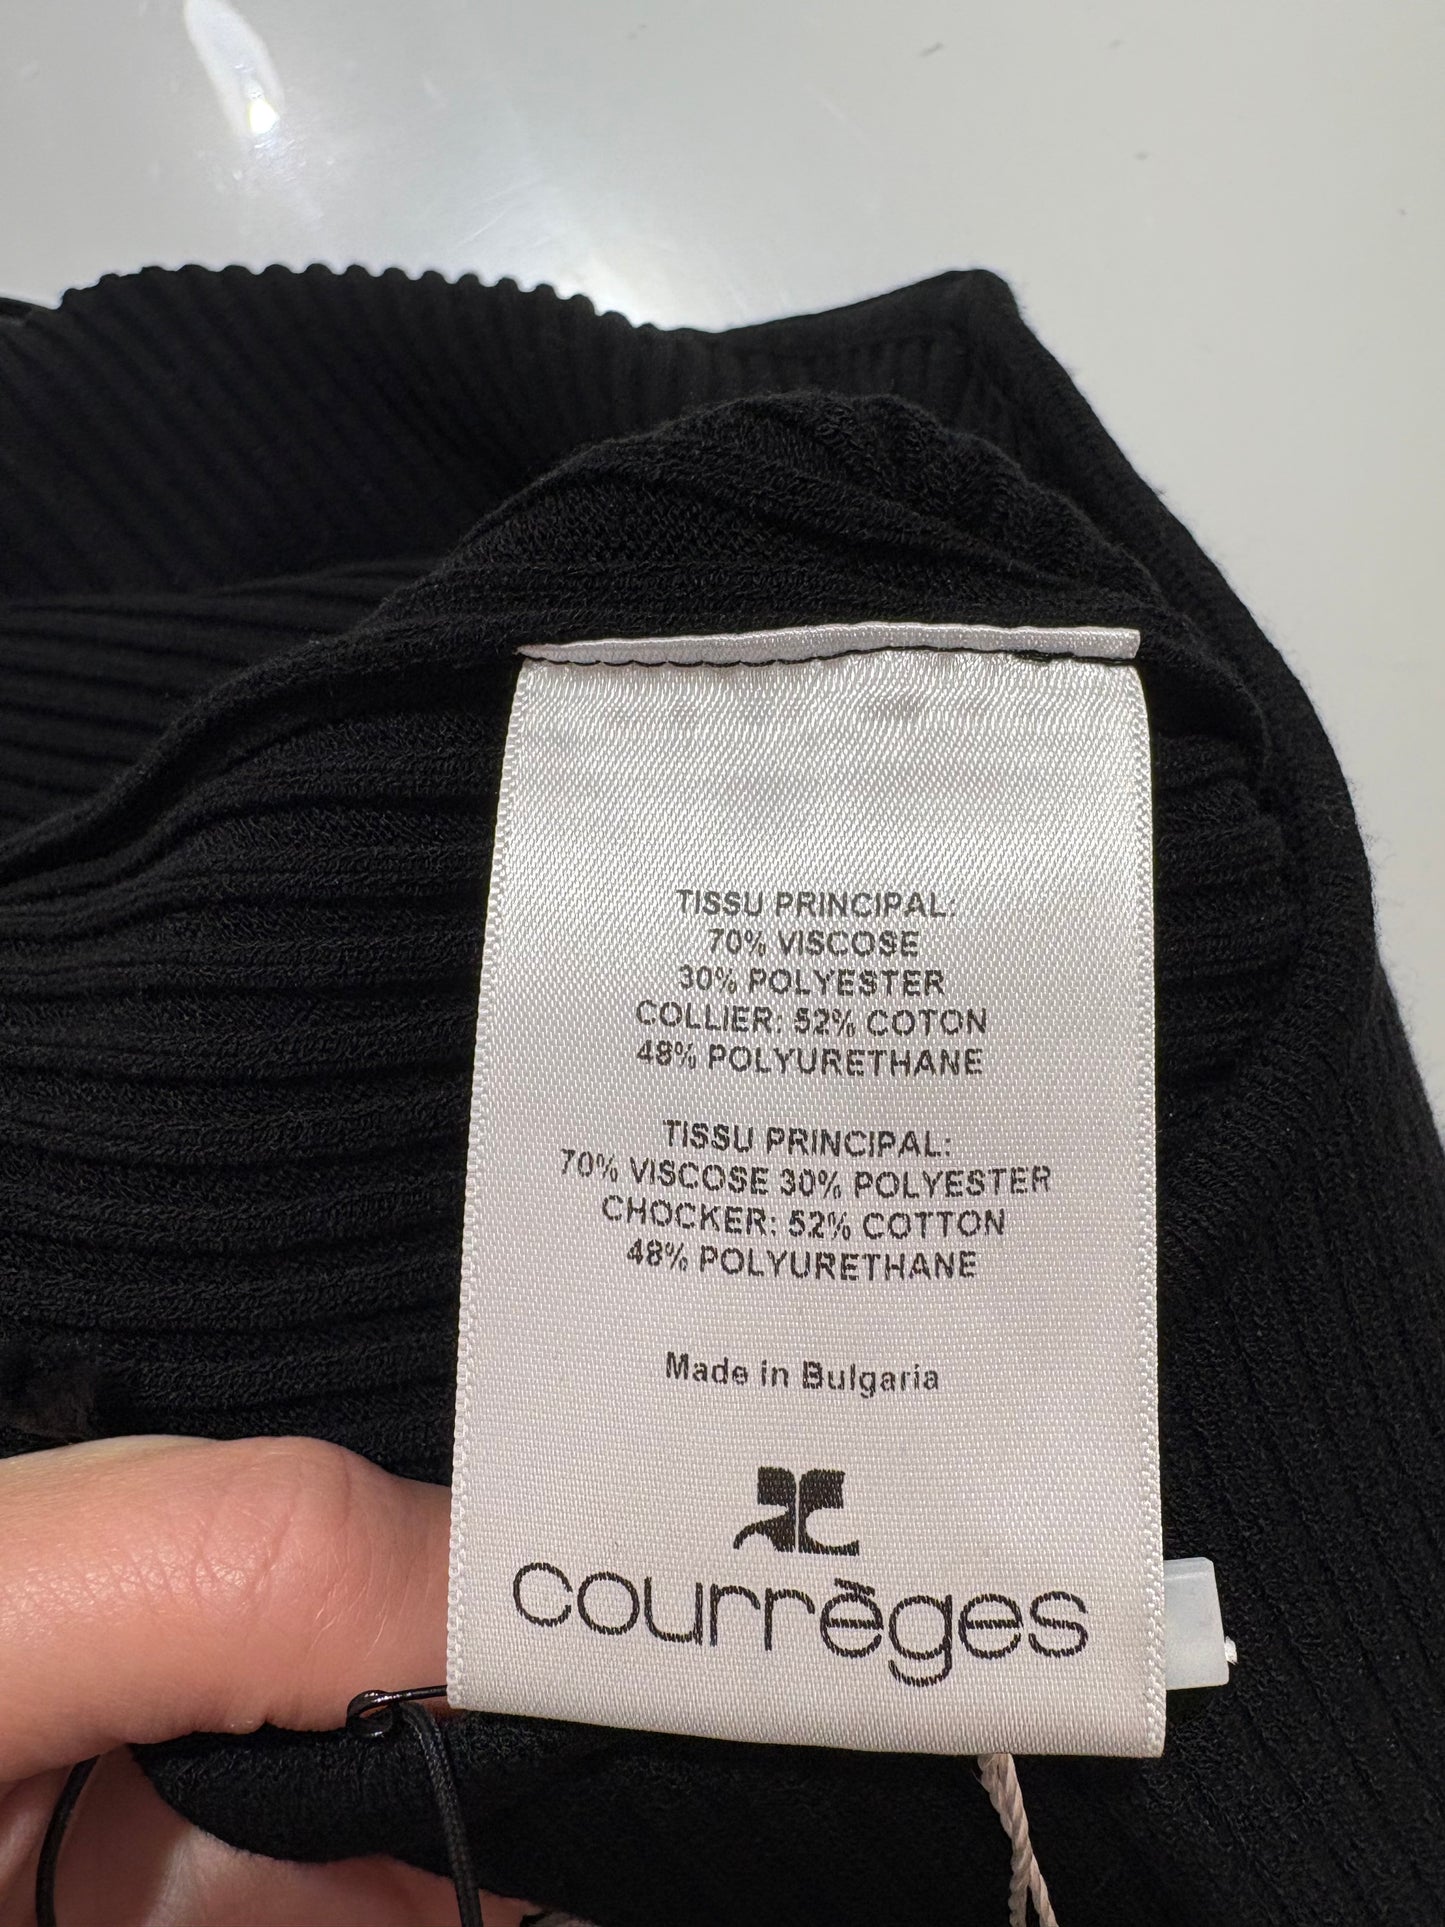 TISSU PRINCIPAL:
70% VISCOSE
30% POLYESTER
COLLIER: 52% COTON
48% POLYURETHANE
TISSU PRINCIPAL:
70% VISCOSE 30% POLYESTER
CHOCKER: 52% COTTON
48% POLYURETHANE
Made in Bulgaria
courrèges